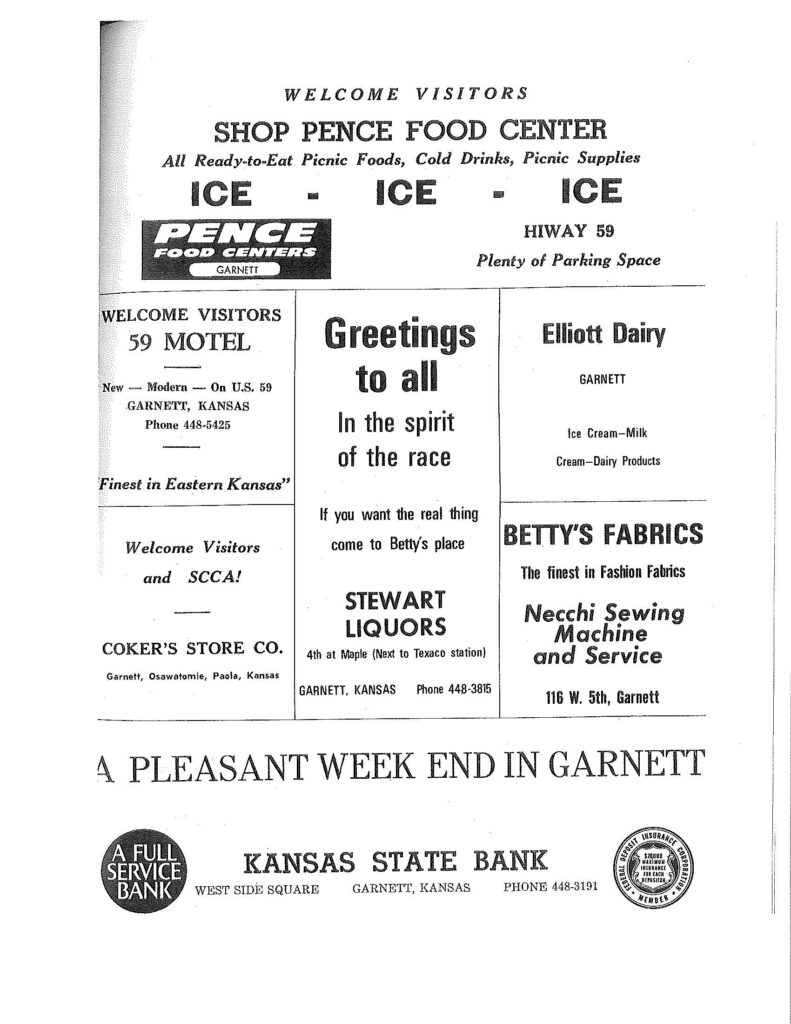 WELCOME VISITORS
SHOP PENCE FOOD CENTER
All Ready-to-Eat Picnic Foods, Cold Drinks, Picnic Supplies
ICE - ICE - ICE
PENCE
FOOD CENTERS
GARNETT
HIWAY 59
Plenty of Parking Space
WELCOME VISITORS
59 MOTEL
New — Modern — On U.S. 59
GARNETT, KANSAS
Phone 448-5425
"Finest in Eastern Kansas"
Welcome Visitors
and SCCA!
COKER'S STORE CO.
Garnett, Osawatomie, Paola, Kansas
Greetings
to all
In the spirit
of the race
If you want the real thing
come to Betty's place
STEWART
LIQUORS
4th at Maple (Next to Texaco station)
GARNETT, KANSAS Phone 448-3815
Elliott Dairy
GARNETT
Ice Cream—Milk
Cream—Dairy Products
BETTY'S FABRICS
The finest in Fashion Fabrics
Necchi Sewing
Machine
and Service
116 W. 5th, Garnett
A PLEASANT WEEK END IN GARNETT
A FULL
SERVICE
BANK
KANSAS STATE BANK
WEST SIDE SQUARE GARNETT, KANSAS PHONE 448-3191
FEDERAL DEPOSIT INSURANCE CORPORATION
MAXIMUM
INSURANCE
FOR EACH
DEPOSITOR
MEMBER